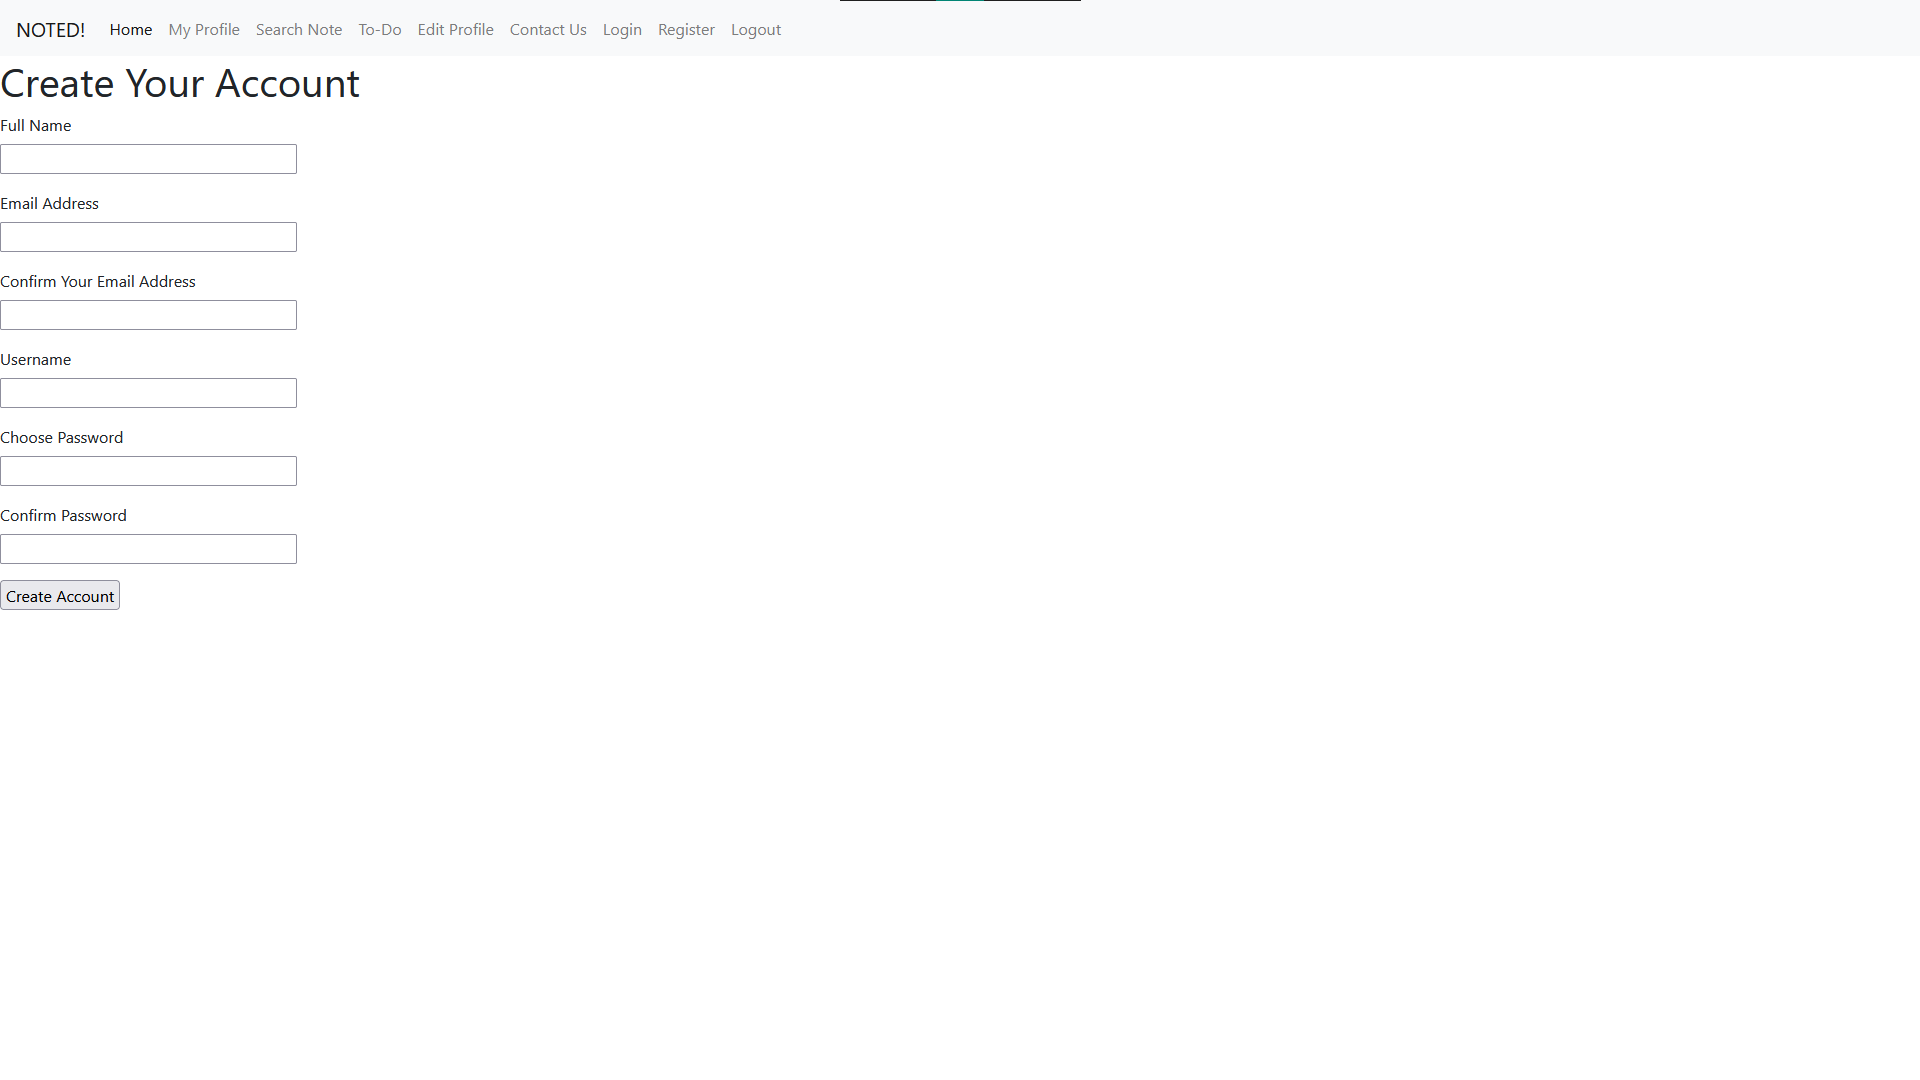 NOTED! Home My Profile Search Note To-Do Edit Profile Contact Us Login Register Logout
Create Your Account
Full Name
Email Address
Confirm Your Email Address
Username
Choose Password
Confirm Password
Create Account